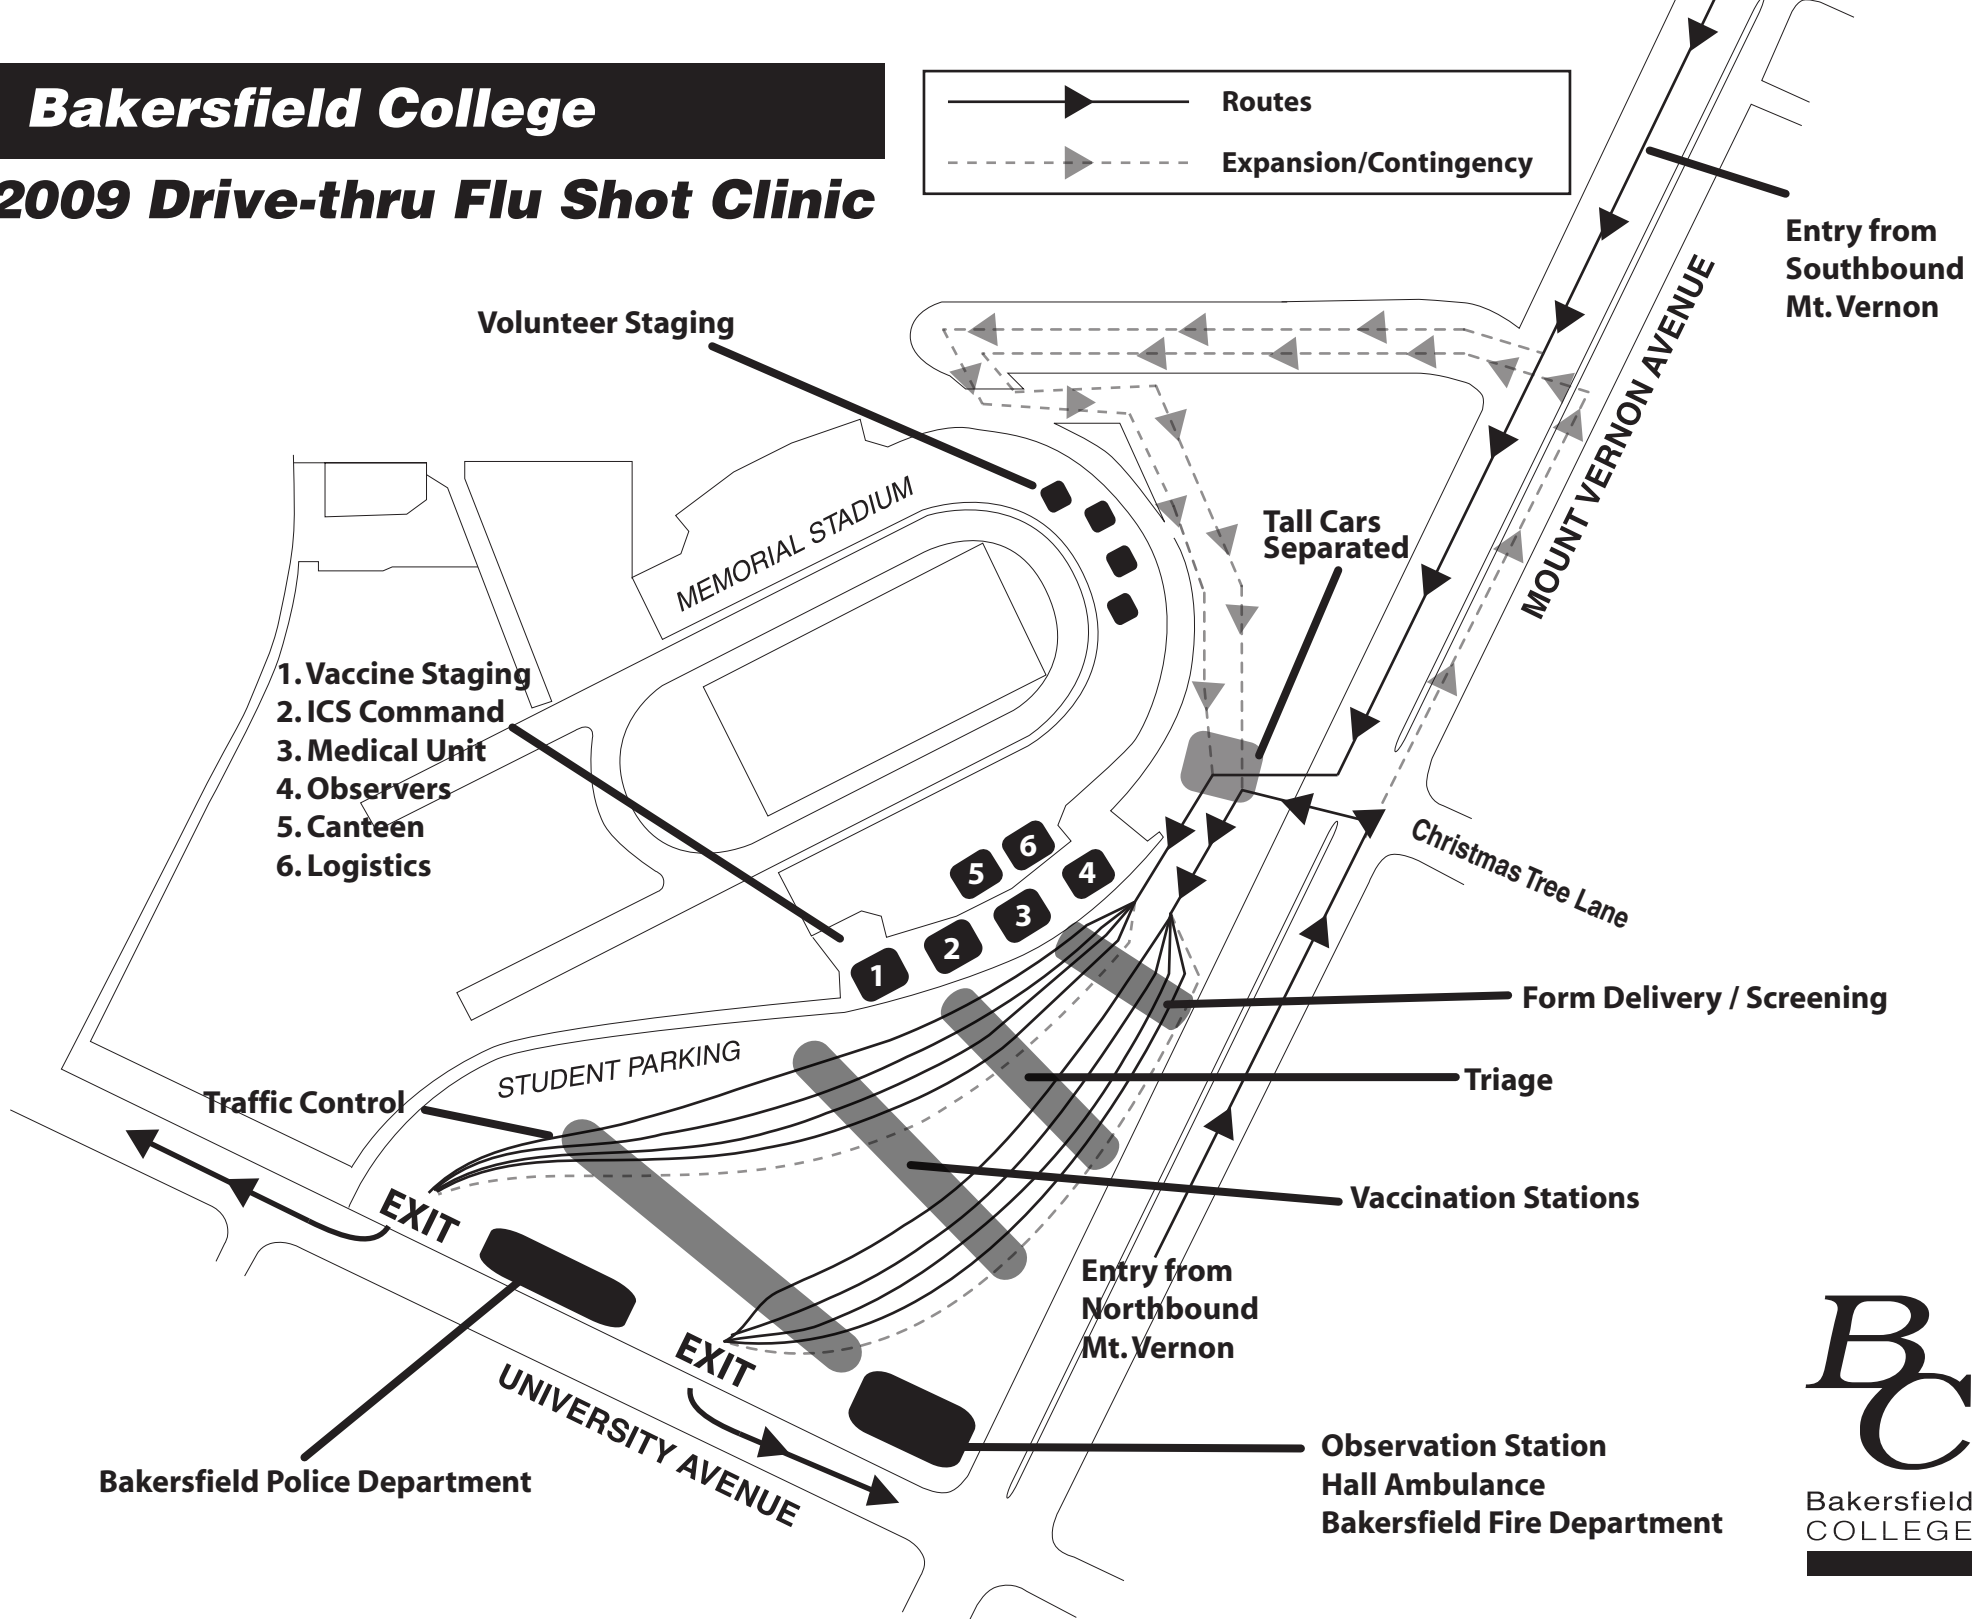 Bakersfield College
2009 Drive-thru Flu Shot Clinic
Routes
Expansion/Contingency
Entry from
Southbound
Mt. Vernon
MOUNT VERNON AVENUE
Volunteer Staging
MEMORIAL STADIUM
Tall Cars
Separated
1. Vaccine Staging
2. ICS Command
3. Medical Unit
4. Observers
5. Canteen
6. Logistics
Christmas Tree Lane
6
5
4
3
2
1
Form Delivery / Screening
STUDENT PARKING
Triage
Traffic Control
Vaccination Stations
EXIT
Entry from
Northbound
Mt. Vernon
EXIT
UNIVERSITY AVENUE
Bakersfield Police Department
Observation Station
Hall Ambulance
Bakersfield Fire Department
BC
Bakersfield
COLLEGE